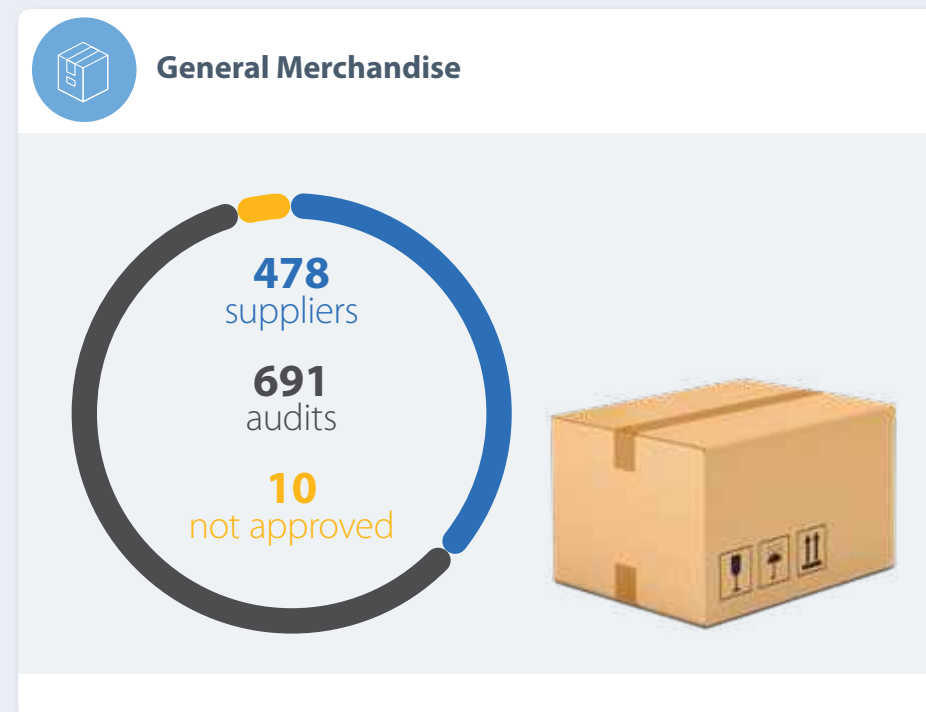 General Merchandise
478
suppliers
691
audits
10
not approved